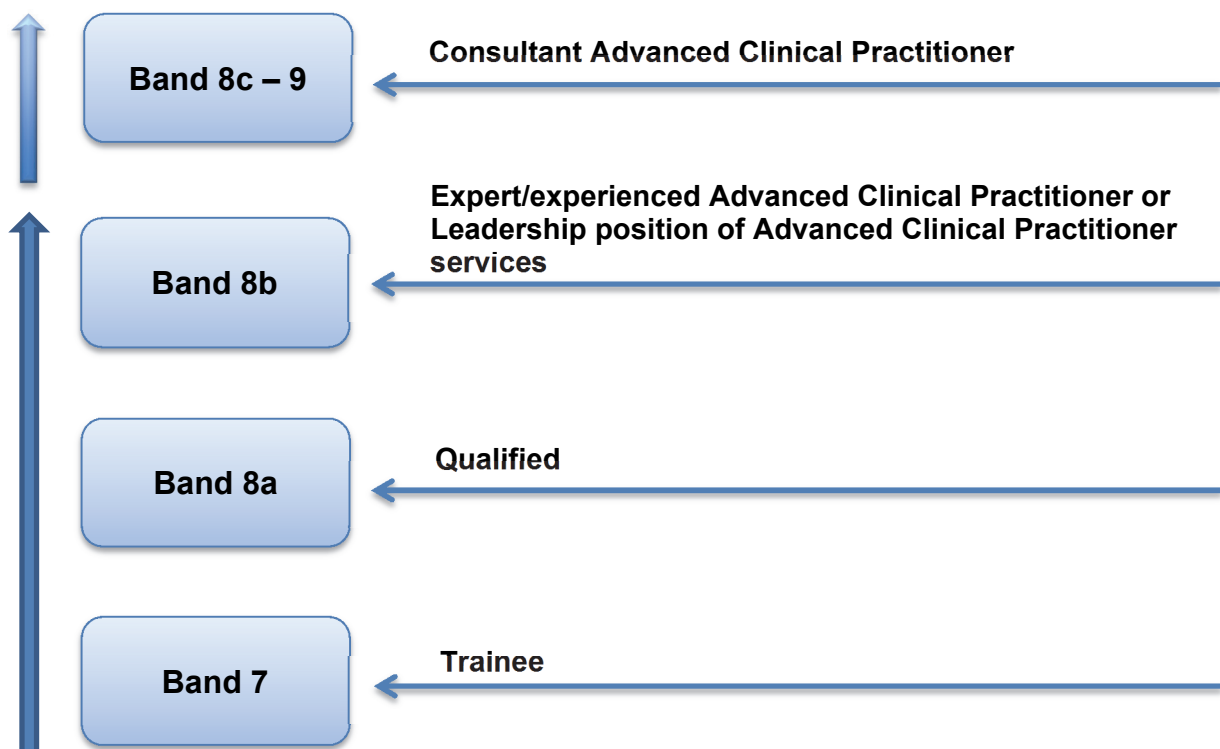 Consultant Advanced Clinical Practitioner
Band 8c – 9
Expert/experienced Advanced Clinical Practitioner or
Leadership position of Advanced Clinical Practitioner
services
Band 8b
Qualified
Band 8a
Trainee
Band 7